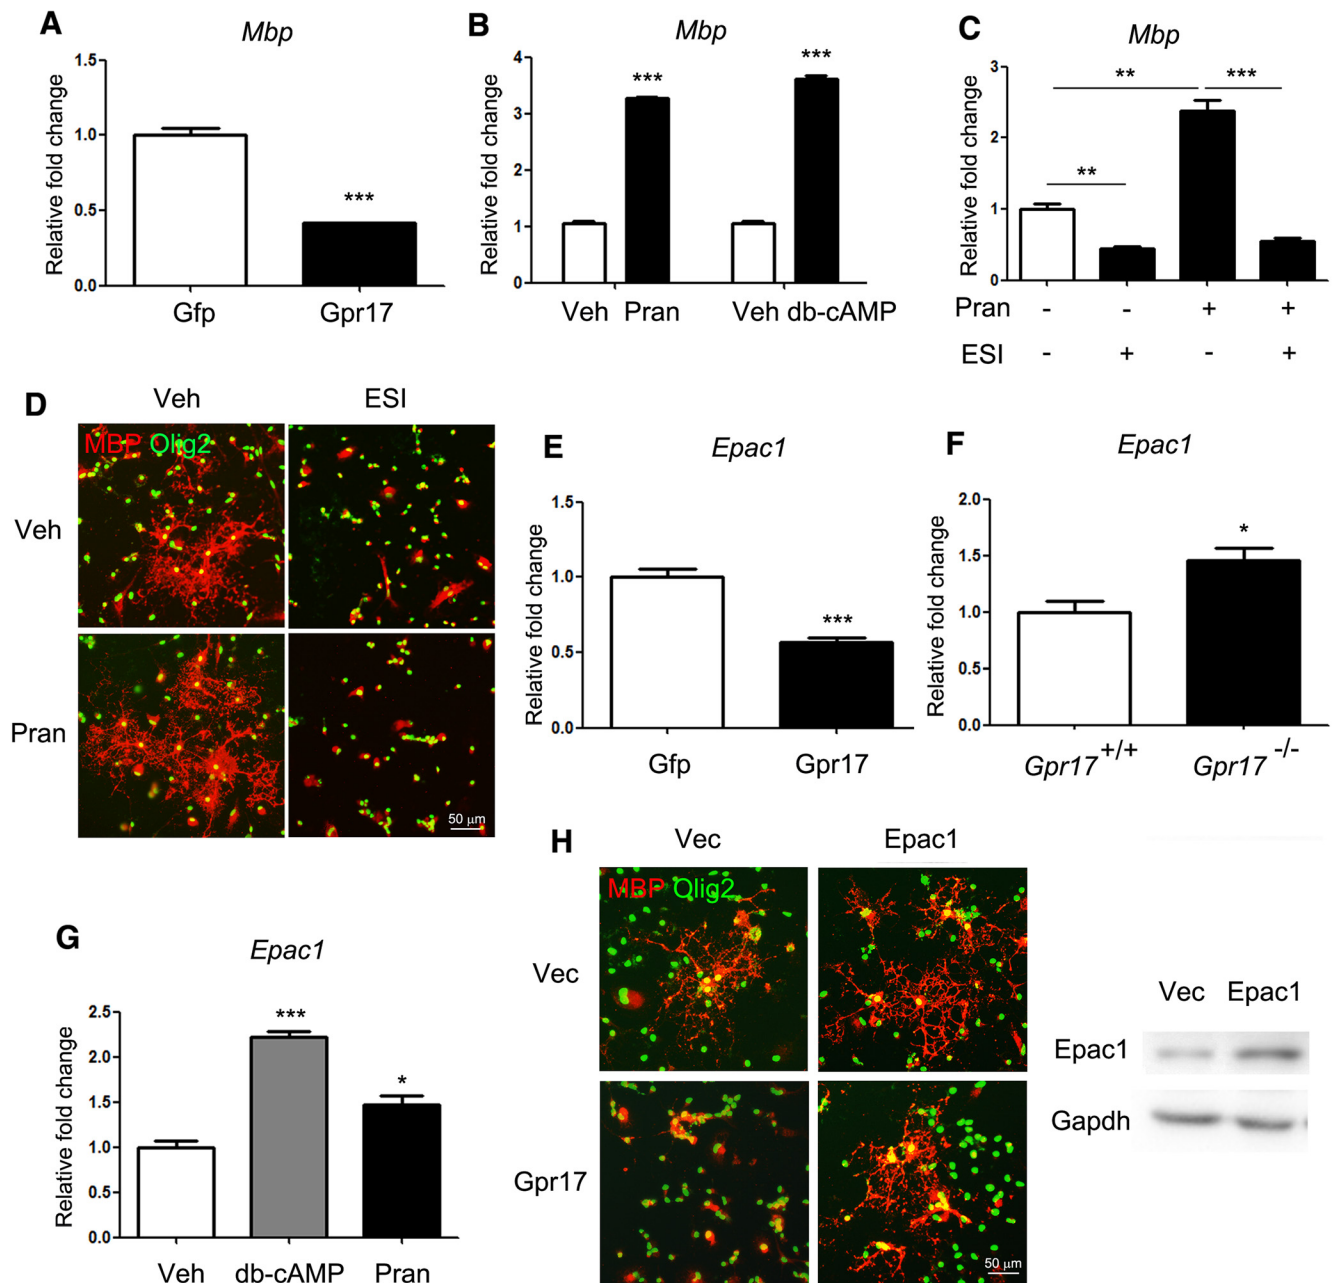 A
Mbp
Relative fold change
1.5
1.0
0.5
0.0
***
Gfp Gpr17
B
Mbp
Relative fold change
4
3
2
1
0
*** ***
Veh Pran Veh db-cAMP
C
Mbp
Relative fold change
3
2
1
0
** ***
**
Pran - - + +
ESI - + - +
D
Veh ESI
MBP Olig2
Veh
Pran
50 μm
E
Epac1
Relative fold change
1.5
1.0
0.5
0.0
***
Gfp Gpr17
F
Epac1
Relative fold change
2.0
1.5
1.0
0.5
0.0
*
Gpr17 +/+ Gpr17 -/-
G
Epac1
Relative fold change
2.5
2.0
1.5
1.0
0.5
0.0
***
*
Veh db-cAMP Pran
H
Vec Epac1
MBP Olig2
Vec
Gpr17
50 μm
Vec Epac1
Epac1
Gapdh